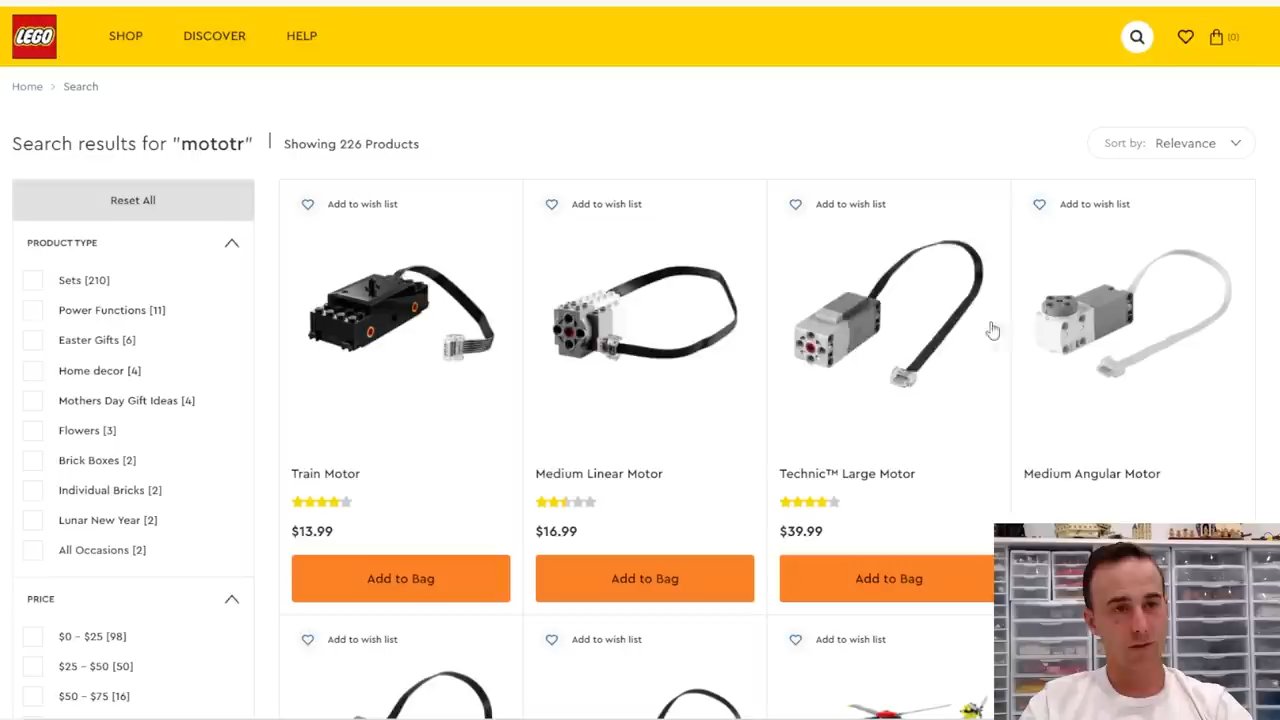 LEGO
SHOP
DISCOVER
HELP
(0)
Home > Search
Search results for "mototr"
Showing 226 Products
Sort by: Relevance
Reset All
PRODUCT TYPE
Sets [210]
Power Functions [11]
Easter Gifts [6]
Home decor [4]
Mothers Day Gift Ideas [4]
Flowers [3]
Brick Boxes [2]
Individual Bricks [2]
Lunar New Year [2]
All Occasions [2]
PRICE
$0 - $25 [98]
$25 - $50 [50]
$50 - $75 [16]
Add to wish list
Add to wish list
Add to wish list
Add to wish list
Train Motor
Medium Linear Motor
Technic™ Large Motor
Medium Angular Motor
$13.99
$16.99
$39.99
Add to Bag
Add to Bag
Add to Bag
Add to wish list
Add to wish list
Add to wish list